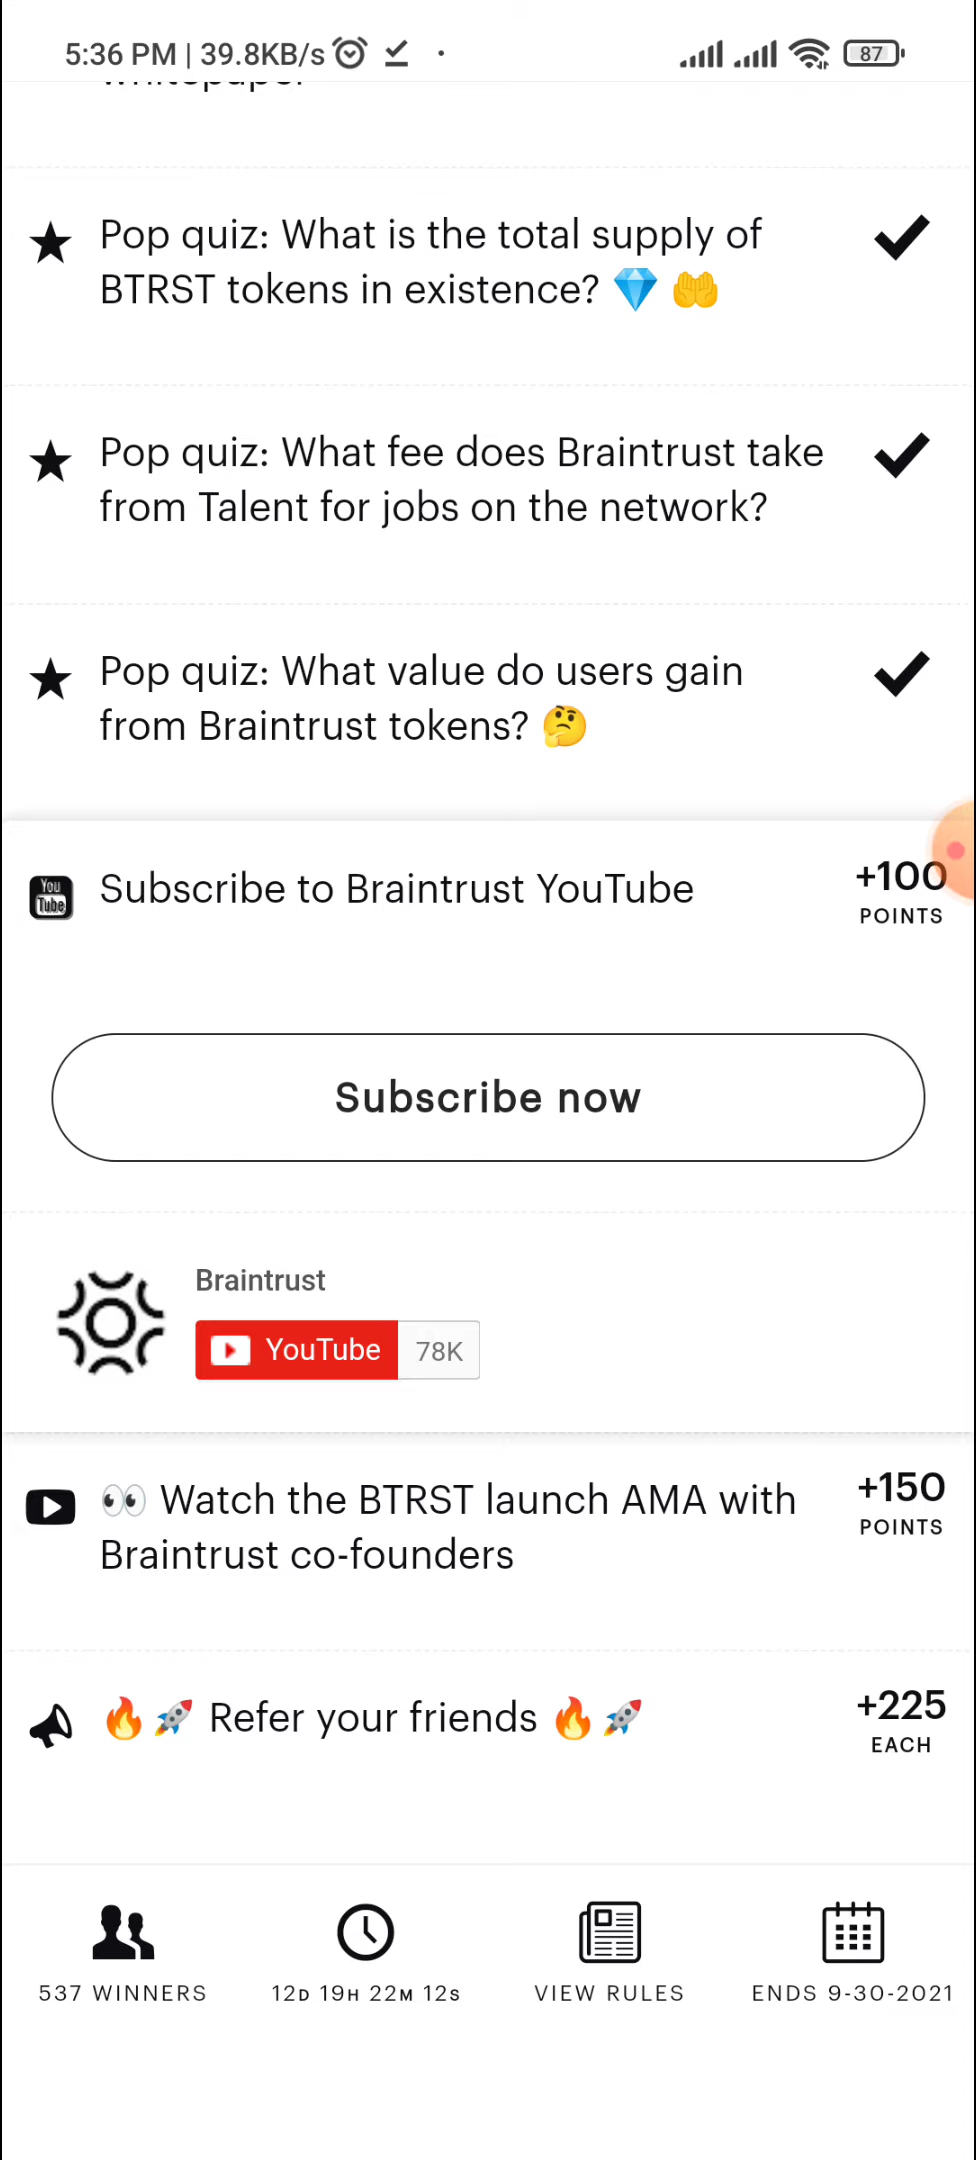 5:36 PM | 39.8KB/s
87
Pop quiz: What is the total supply of
BTRST tokens in existence? 💎 🤲
Pop quiz: What fee does Braintrust take
from Talent for jobs on the network?
Pop quiz: What value do users gain
from Braintrust tokens? 🤔
You
Tube
Subscribe to Braintrust YouTube
+100
POINTS
Subscribe now
Braintrust
YouTube 78K
👀 Watch the BTRST launch AMA with
Braintrust co-founders
+150
POINTS
🔥 🚀 Refer your friends 🔥 🚀
+225
EACH
537 WINNERS
12D 19H 22M 12S
VIEW RULES
ENDS 9-30-2021